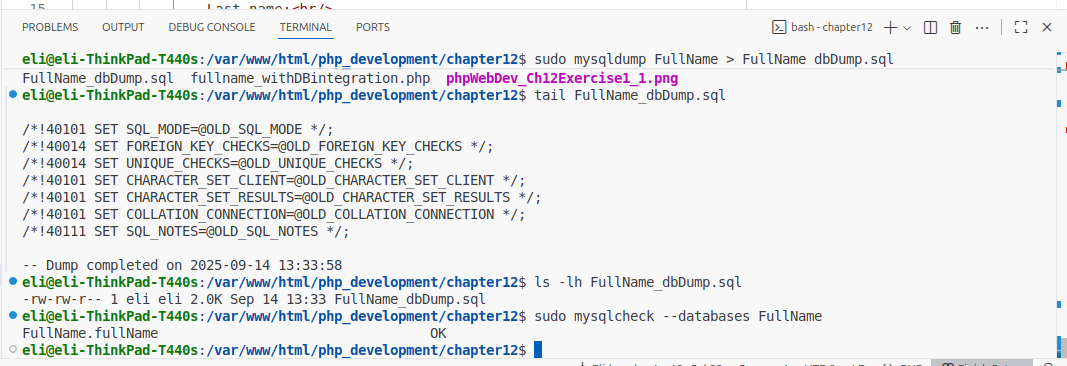 15 Last name:<br/>
PROBLEMS OUTPUT DEBUG CONSOLE TERMINAL PORTS bash - chapter12
eli@eli-ThinkPad-T440s:/var/www/html/php_development/chapter12$ sudo mysqldump FullName > FullName_dbDump.sql
FullName_dbDump.sql fullname_withDBintegration.php phpWebDev_Ch12Exercise1_1.png
eli@eli-ThinkPad-T440s:/var/www/html/php_development/chapter12$ tail FullName_dbDump.sql
/*!40101 SET SQL_MODE=@OLD_SQL_MODE */;
/*!40014 SET FOREIGN_KEY_CHECKS=@OLD_FOREIGN_KEY_CHECKS */;
/*!40014 SET UNIQUE_CHECKS=@OLD_UNIQUE_CHECKS */;
/*!40101 SET CHARACTER_SET_CLIENT=@OLD_CHARACTER_SET_CLIENT */;
/*!40101 SET CHARACTER_SET_RESULTS=@OLD_CHARACTER_SET_RESULTS */;
/*!40101 SET COLLATION_CONNECTION=@OLD_COLLATION_CONNECTION */;
/*!40111 SET SQL_NOTES=@OLD_SQL_NOTES */;
-- Dump completed on 2025-09-14 13:33:58
eli@eli-ThinkPad-T440s:/var/www/html/php_development/chapter12$ ls -lh FullName_dbDump.sql
-rw-rw-r-- 1 eli eli 2.0K Sep 14 13:33 FullName_dbDump.sql
eli@eli-ThinkPad-T440s:/var/www/html/php_development/chapter12$ sudo mysqlcheck --databases FullName
FullName.fullName OK
eli@eli-ThinkPad-T440s:/var/www/html/php_development/chapter12$